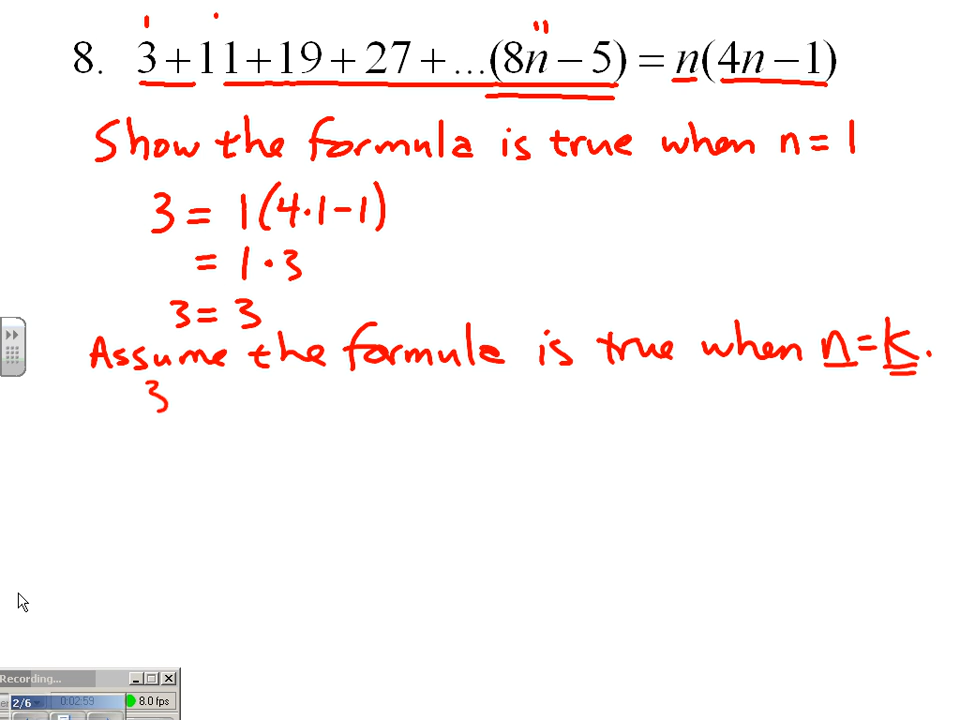 8. 3+11+19+27+...(8n−5)=n(4n−1)
Show the formula is true when n=1
3 = 1(4·1−1)
= 1·3
3=3
Assume the formula is true when n=k.
3
Recording...
2/6 0:02:59 8.0 fps